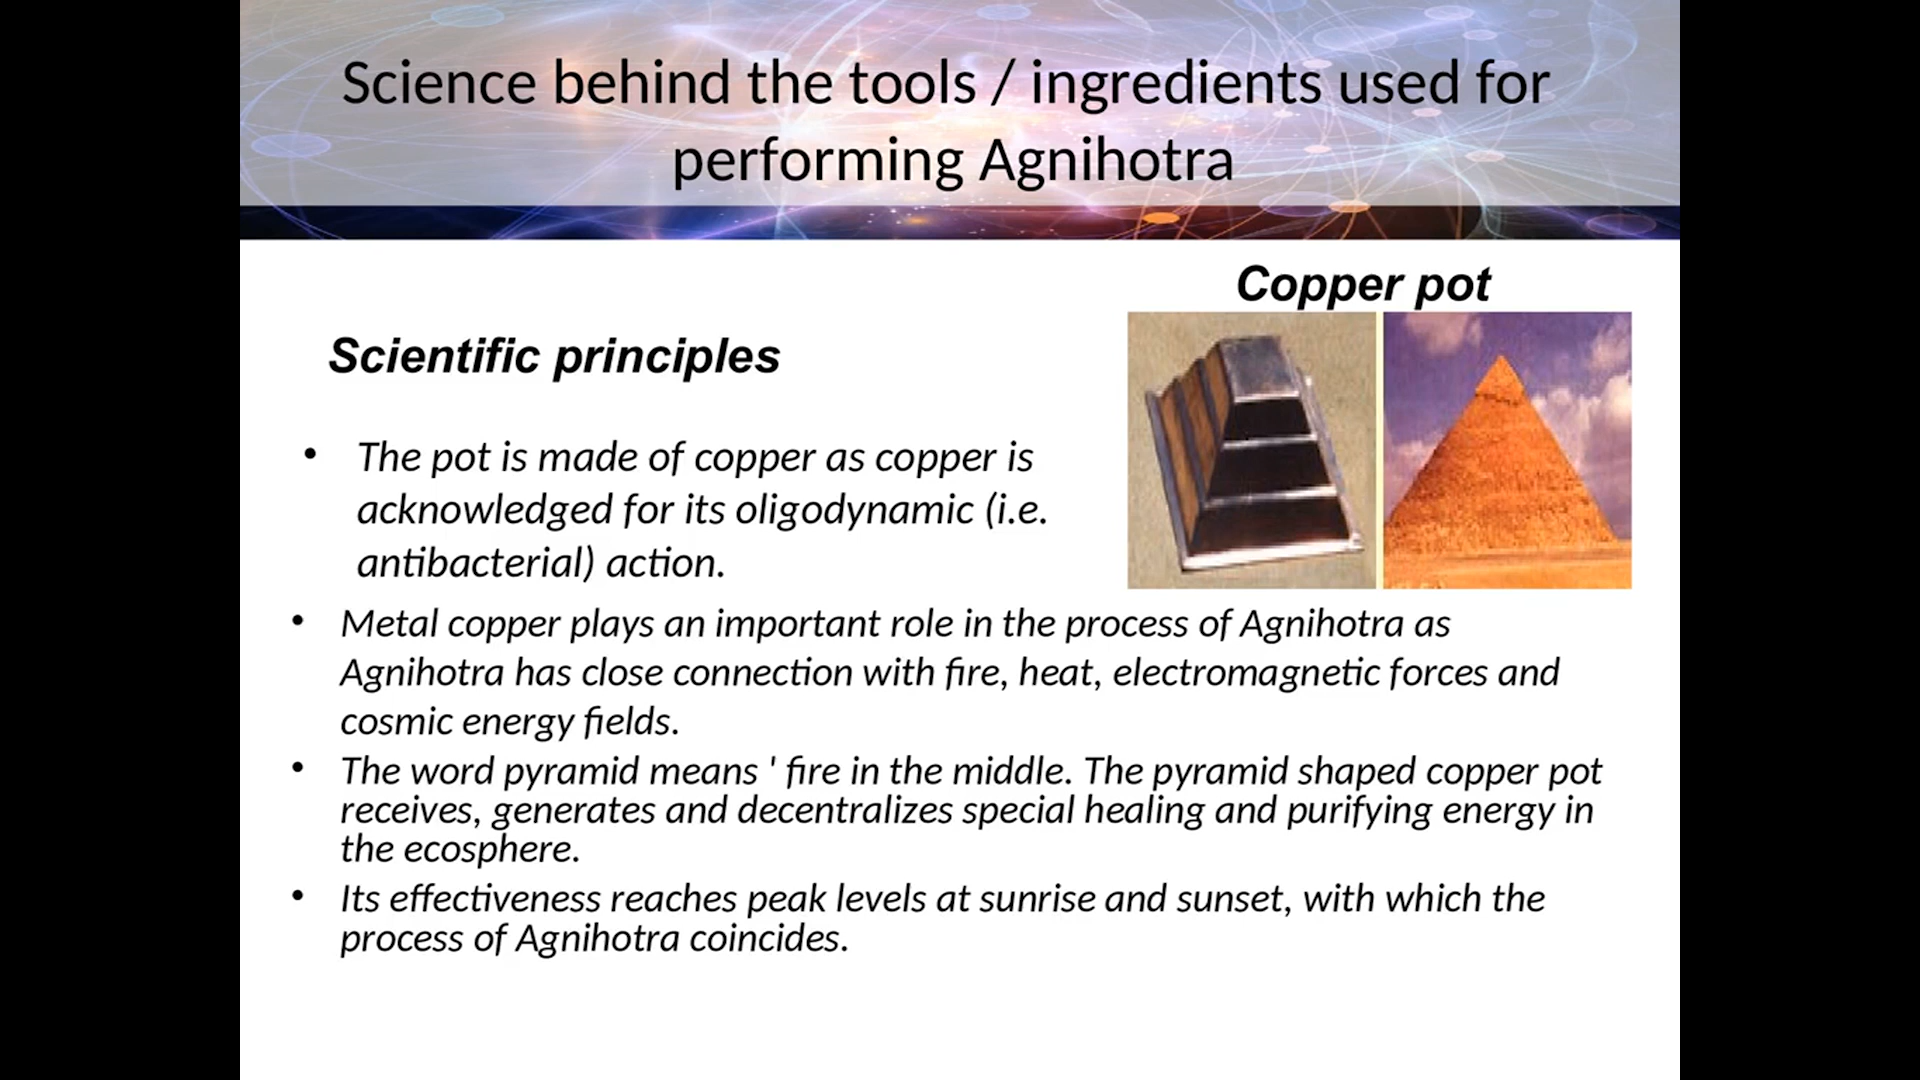 Science behind the tools / ingredients used for
performing Agnihotra
Copper pot
Scientific principles
• The pot is made of copper as copper is
acknowledged for its oligodynamic (i.e.
antibacterial) action.
• Metal copper plays an important role in the process of Agnihotra as
Agnihotra has close connection with fire, heat, electromagnetic forces and
cosmic energy fields.
• The word pyramid means ' fire in the middle. The pyramid shaped copper pot
receives, generates and decentralizes special healing and purifying energy in
the ecosphere.
• Its effectiveness reaches peak levels at sunrise and sunset, with which the
process of Agnihotra coincides.